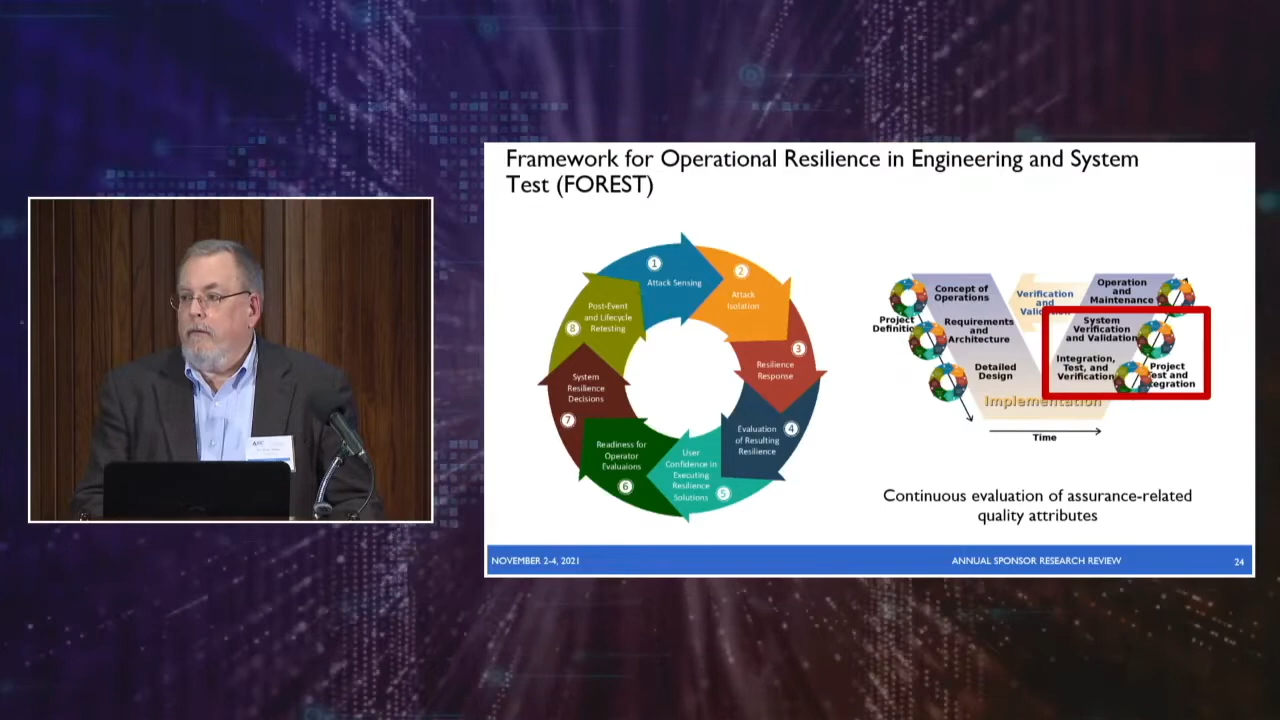 Framework for Operational Resilience in Engineering and System
Test (FOREST)
1
Attack Sensing
2
Attack
Isolation
3
Resilience
Response
4
Evaluation
of Resulting
Resilience
User
Confidence in
Executing
Resilience
Solutions
5
Readiness for
Operator
Evaluaions
6
System
Resilience
Decisions
7
Post-Event
and Lifecycle
Retesting
8
Concept of
Operations
Project
Requirements
and
Architecture
Detailed
Design
Verification
and
Operation
and
Maintenance
System
Verification
and Validation
Integration,
Test, and
Verification
Project
and
Implementation
Time
Continuous evaluation of assurance-related
quality attributes
NOVEMBER 2-4, 2021
ANNUAL SPONSOR RESEARCH REVIEW
24